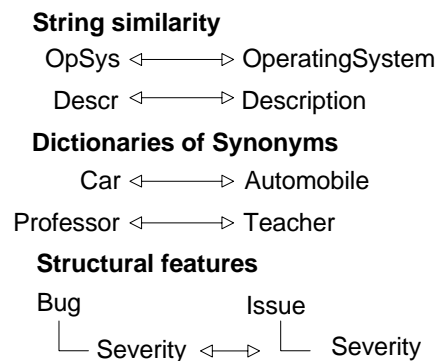 String similarity
OpSys OperatingSystem
Descr Description
Dictionaries of Synonyms
Car Automobile
Professor Teacher
Structural features
Bug Issue
Severity Severity